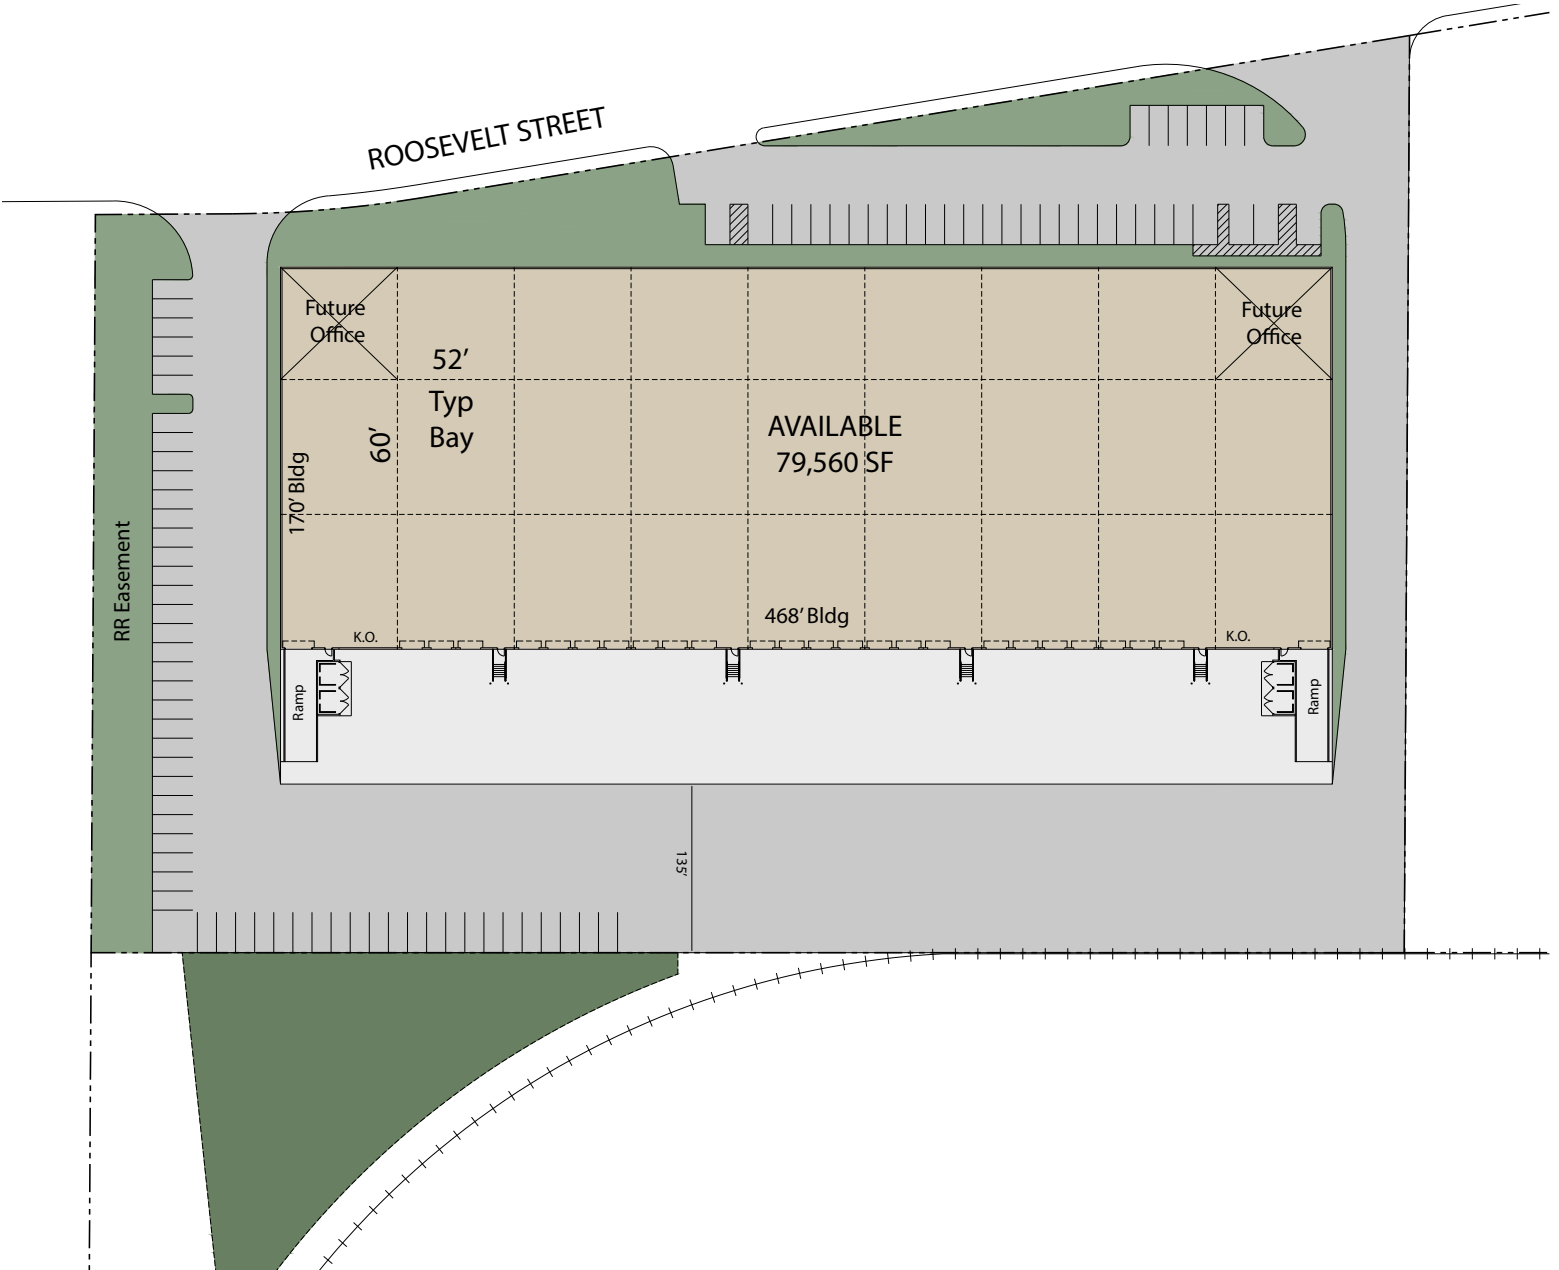 ROOSEVELT STREET
Future
Office
Future
Office
52'
Typ
Bay
60'
AVAILABLE
79,560 SF
170' Bldg
RR Easement
468' Bldg
K.O.
K.O.
Ramp
Ramp
135'